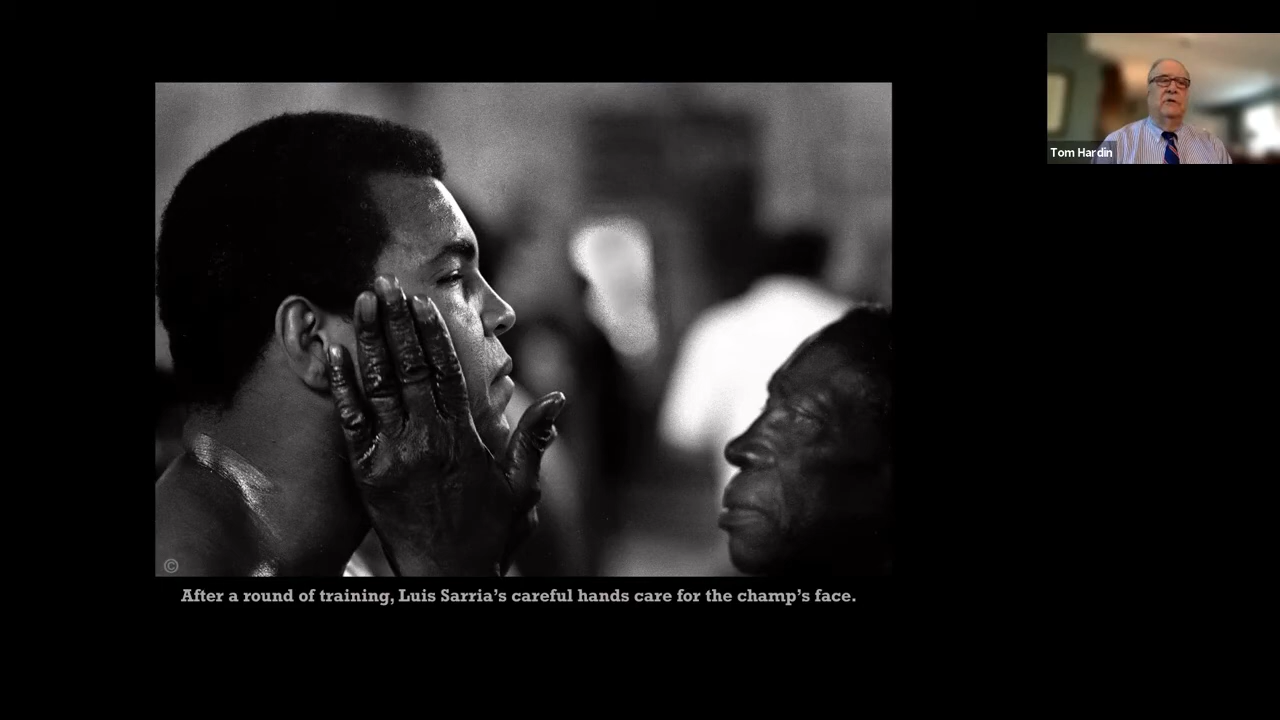 Tom Hardin
©
After a round of training, Luis Sarria’s careful hands care for the champ’s face.